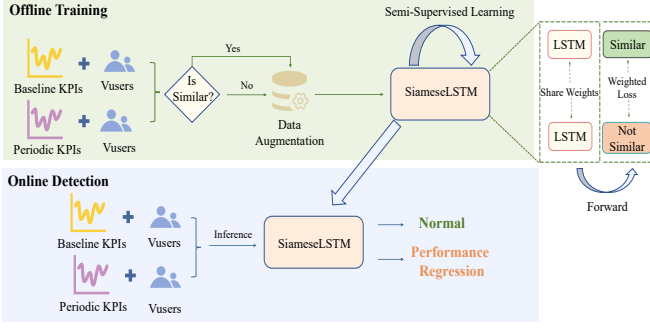 Offline Training
Semi-Supervised Learning
Baseline KPIs
Vusers
Periodic KPIs
Vusers
Is
Similar?
Yes
No
Data
Augmentation
SiameseLSTM
LSTM
Similar
Share Weights
Weighted
Loss
LSTM
Not
Similar
Forward
Online Detection
Baseline KPIs
Vusers
Periodic KPIs
Vusers
Inference
SiameseLSTM
Normal
Performance
Regression